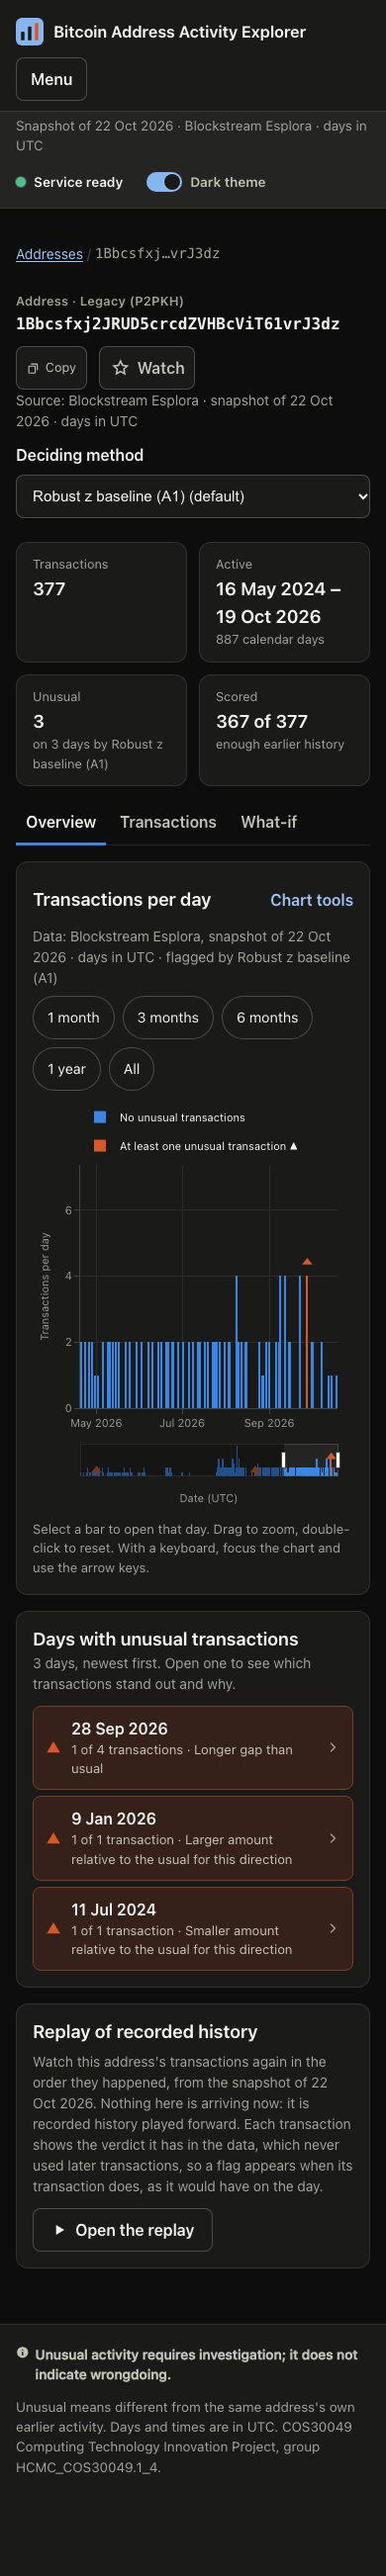 Bitcoin Address Activity Explorer
Menu
Snapshot of 22 Oct 2026 · Blockstream Esplora · days in
UTC
Service ready
Dark theme
Addresses / 1Bbcsfxj…vrJ3dz
Address · Legacy (P2PKH)
1Bbcsfxj2JRUD5crcdZVHBcViT61vrJ3dz
Copy
Watch
Source: Blockstream Esplora · snapshot of 22 Oct
2026 · days in UTC
Deciding method
Robust z baseline (A1) (default)
Transactions
377
Active
16 May 2024 –
19 Oct 2026
887 calendar days
Unusual
3
on 3 days by Robust z
baseline (A1)
Scored
367 of 377
enough earlier history
Overview
Transactions
What-if
Transactions per day
Chart tools
Data: Blockstream Esplora, snapshot of 22 Oct
2026 · days in UTC · flagged by Robust z baseline
(A1)
1 month
3 months
6 months
1 year
All
No unusual transactions
At least one unusual transaction ▲
Transactions per day
6
4
2
0
May 2026
Jul 2026
Sep 2026
Date (UTC)
Select a bar to open that day. Drag to zoom, double-
click to reset. With a keyboard, focus the chart and
use the arrow keys.
Days with unusual transactions
3 days, newest first. Open one to see which
transactions stand out and why.
28 Sep 2026
1 of 4 transactions · Longer gap than
usual
9 Jan 2026
1 of 1 transaction · Larger amount
relative to the usual for this direction
11 Jul 2024
1 of 1 transaction · Smaller amount
relative to the usual for this direction
Replay of recorded history
Watch this address's transactions again in the
order they happened, from the snapshot of 22
Oct 2026. Nothing here is arriving now: it is
recorded history played forward. Each transaction
shows the verdict it has in the data, which never
used later transactions, so a flag appears when its
transaction does, as it would have on the day.
Open the replay
Unusual activity requires investigation; it does not
indicate wrongdoing.
Unusual means different from the same address's own
earlier activity. Days and times are in UTC. COS30049
Computing Technology Innovation Project, group
HCMC_COS30049.1_4.